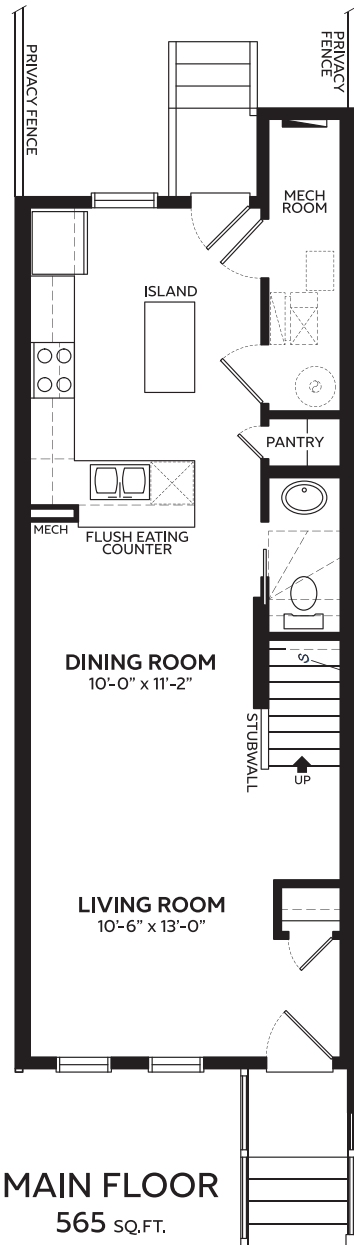 PRIVACY FENCE
PRIVACY
FENCE
MECH
ROOM
ISLAND
PANTRY
MECH
FLUSH EATING
COUNTER
DINING ROOM
10'-0" x 11'-2"
S
STUBWALL
UP
LIVING ROOM
10'-6" x 13'-0"
MAIN FLOOR
565 SQ.FT.